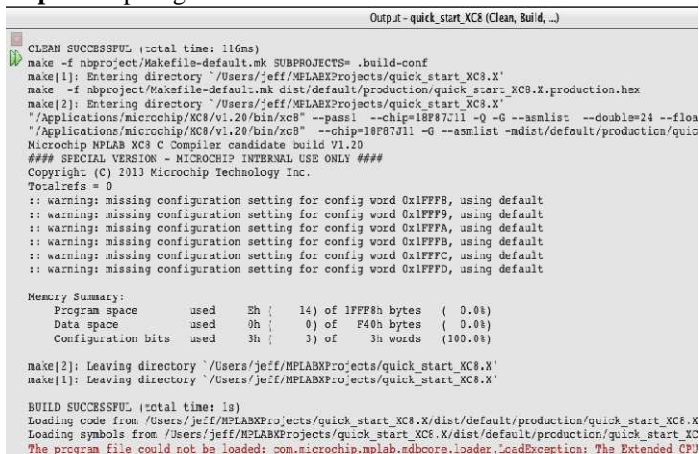 Output - quick_start_XC8 (Clean, Build, ...)
CLEAN SUCCESSFUL (total time: 116ms)
make -f nbproject/Makefile-default.mk SUBPROJECTS= .build-conf
make[1]: Entering directory `/Users/jeff/MPLABXProjects/quick_start_XC8.X'
make  -f nbproject/Makefile-default.mk dist/default/production/quick_start_XC8.X.production.hex
make[2]: Entering directory `/Users/jeff/MPLABXProjects/quick_start_XC8.X'
"/Applications/microchip/XC8/v1.20/bin/xc8" --pass1 --chip=18F87J11 -Q -G --asmlist --double=24 --floa
"/Applications/microchip/XC8/v1.20/bin/xc8" --chip=18F87J11 -G --asmlist -mdist/default/production/quic
Microchip MPLAB XC8 C Compiler candidate build V1.20
#### SPECIAL VERSION - MICROCHIP INTERNAL USE ONLY ####
Copyright (C) 2013 Microchip Technology Inc.
Totalrefs = 0
:: warning: missing configuration setting for config word 0x1FFF8, using default
:: warning: missing configuration setting for config word 0x1FFF9, using default
:: warning: missing configuration setting for config word 0x1FFFA, using default
:: warning: missing configuration setting for config word 0x1FFFB, using default
:: warning: missing configuration setting for config word 0x1FFFC, using default
:: warning: missing configuration setting for config word 0x1FFFD, using default
Memory Summary:
Program space used Eh ( 14) of 1FFF8h bytes ( 0.0%)
Data space used 0h ( 0) of F40h bytes ( 0.0%)
Configuration bits used 3h ( 3) of 3h words (100.0%)
make[2]: Leaving directory `/Users/jeff/MPLABXProjects/quick_start_XC8.X'
make[1]: Leaving directory `/Users/jeff/MPLABXProjects/quick_start_XC8.X'
BUILD SUCCESSFUL (total time: 1s)
Loading code from /Users/jeff/MPLABXProjects/quick_start_XC8.X/dist/default/production/quick_start_XC8.X
Loading symbols from /Users/jeff/MPLABXProjects/quick_start_XC8.X/dist/default/production/quick_start_XC
The program file could not be loaded: com.microchip.mplab.mdbcore.loader.LoadException: The Extended CPU